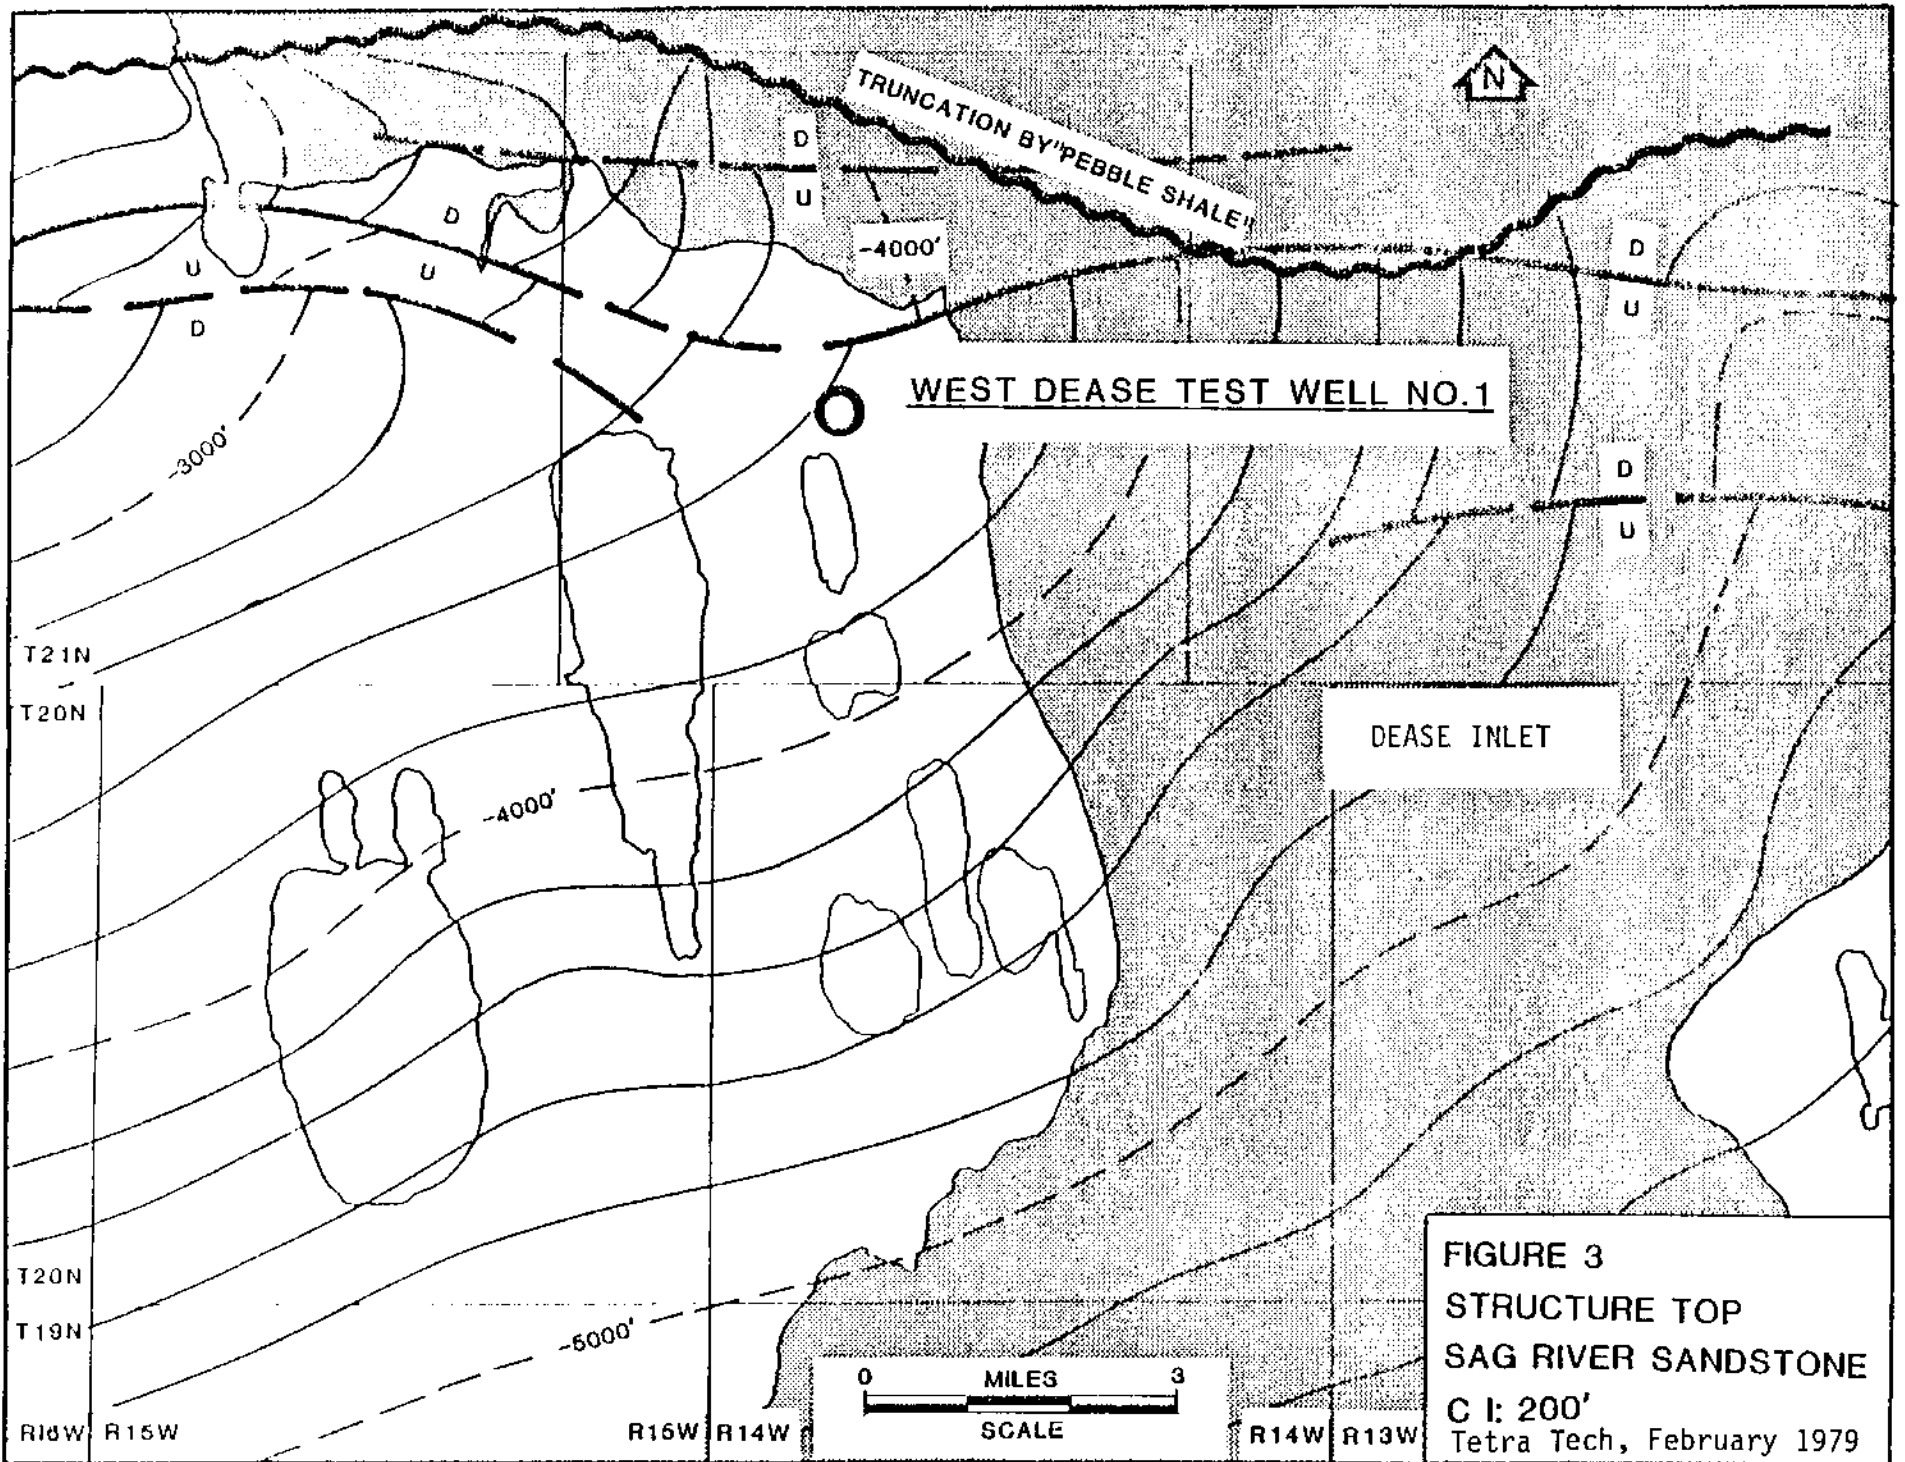 N
TRUNCATION BY "PEBBLE SHALE"
D
U
D
U
-4000'
D
U
U
D
WEST DEASE TEST WELL NO.1
-3000'
D
U
T21N
T20N
DEASE INLET
-4000'
T20N
T19N
-5000'
0 MILES 3
SCALE
R16W R15W
R15W R14W
R14W R13W
FIGURE 3
STRUCTURE TOP
SAG RIVER SANDSTONE
C I: 200'
Tetra Tech, February 1979